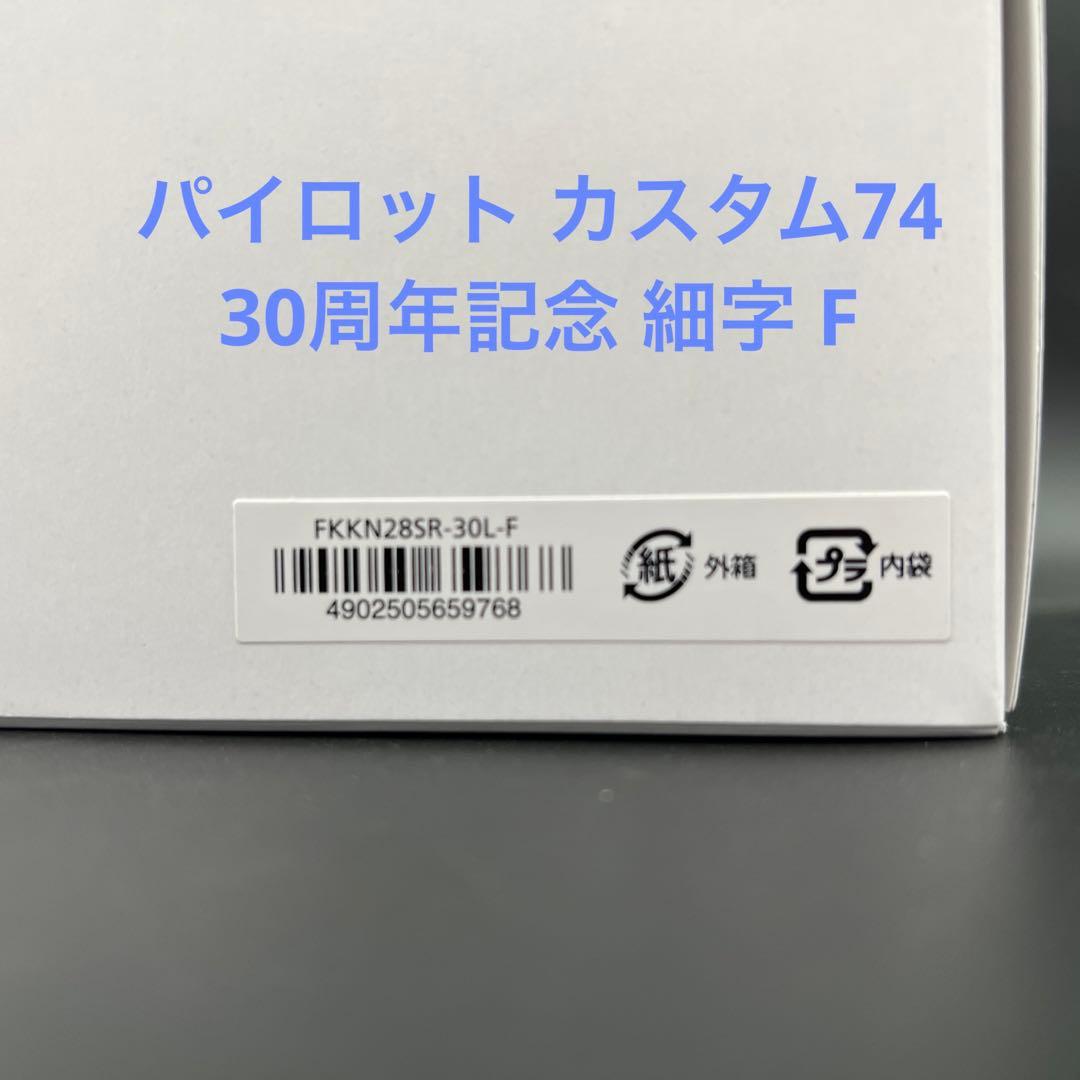 パイロット カスタム74
30周年記念 細字 F
FKKN28SR-30L-F
紙 外箱 プラ 内袋
4902505659768